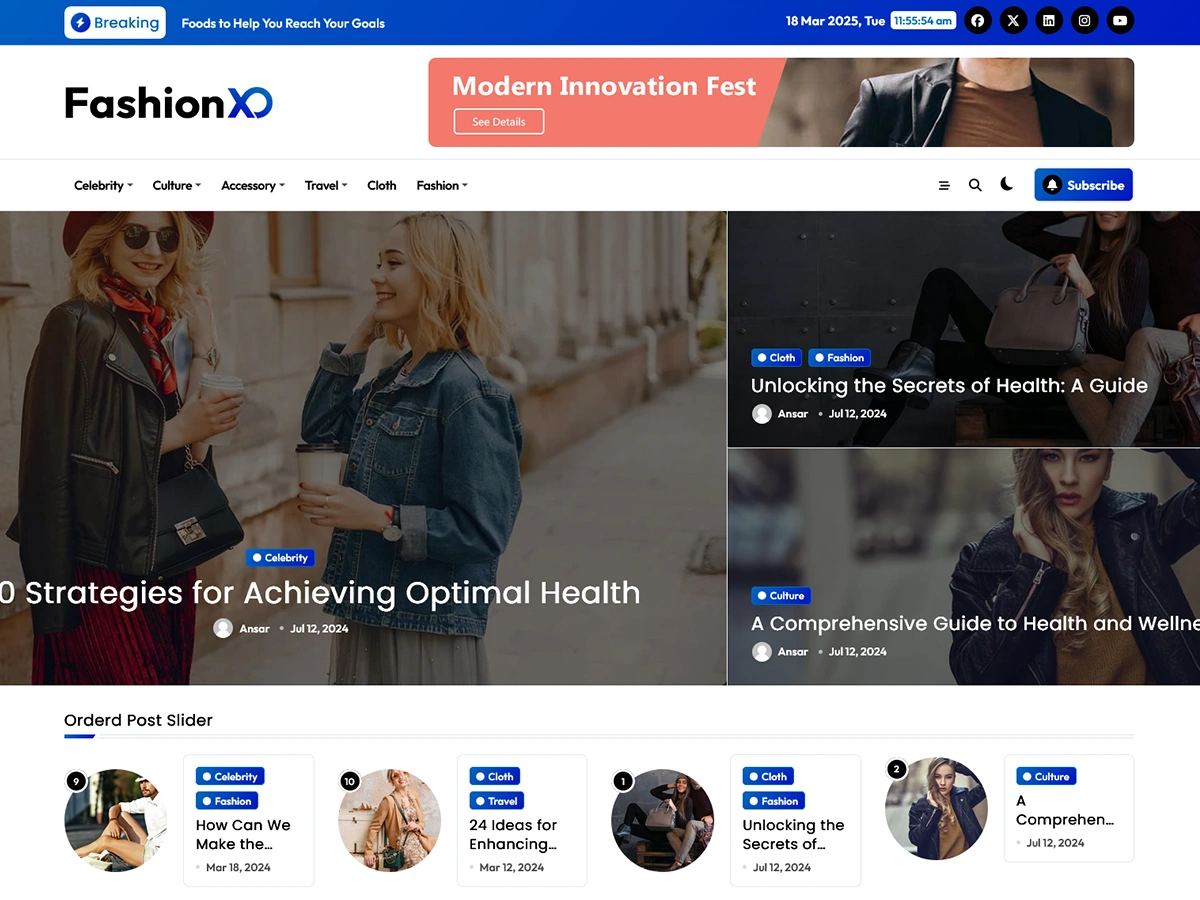 Breaking
Foods to Help You Reach Your Goals
18 Mar 2025, Tue
11:55:54 am
FashionXO
Modern Innovation Fest
See Details
Celebrity
Culture
Accessory
Travel
Cloth
Fashion
Subscribe
Celebrity
0 Strategies for Achieving Optimal Health
Ansar • Jul 12, 2024
Cloth
Fashion
Unlocking the Secrets of Health: A Guide
Ansar • Jul 12, 2024
Culture
A Comprehensive Guide to Health and Wellne
Ansar • Jul 12, 2024
Orderd Post Slider
9
Celebrity
Fashion
How Can We
Make the...
Mar 18, 2024
10
Cloth
Travel
24 Ideas for
Enhancing...
Mar 12, 2024
1
Cloth
Fashion
Unlocking the
Secrets of...
Jul 12, 2024
2
Culture
A
Comprehen...
Jul 12, 2024